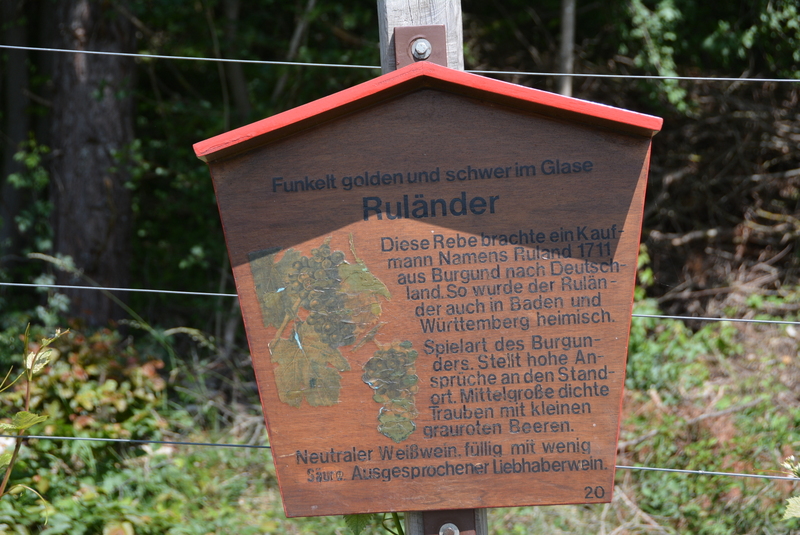 Funkelt golden und schwer im Glase
Ruländer
Diese Rebe brachte ein Kauf-
mann Namens Ruland 1711
aus Burgund nach Deutsch-
land. So wurde der Rulän-
der auch in Baden und
Württemberg heimisch.
Spielart des Burgun-
ders. Stellt hohe An-
sprüche an den Stand-
ort. Mittelgroße dichte
Trauben mit kleinen
grauroten Beeren.
Neutraler Weißwein, füllig mit wenig
Säure. Ausgesprochener Liebhaberwein.
20